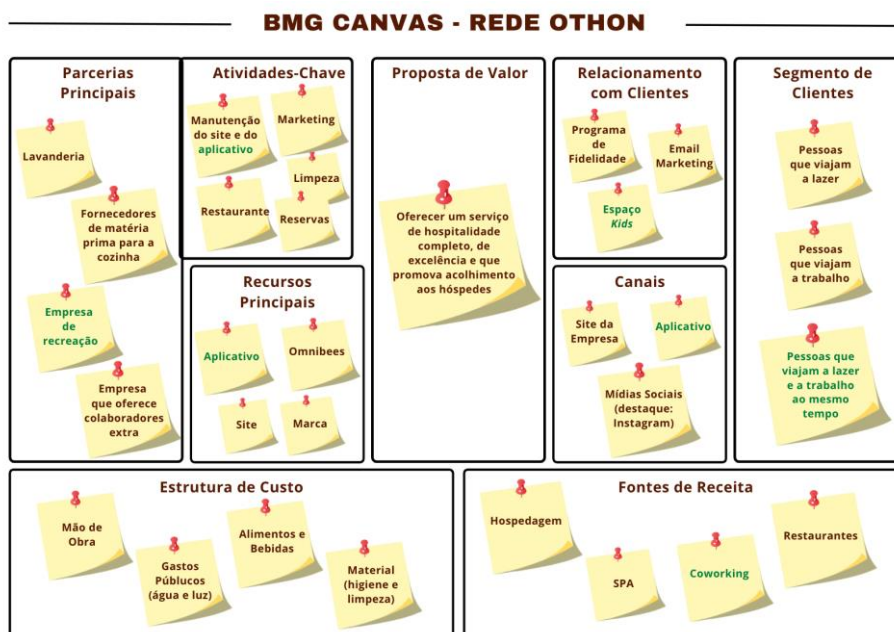 BMG CANVAS - REDE OTHON
Parcerias
Principais
Lavanderia
Fornecedores
de matéria
prima para a
cozinha
Empresa
de
recreação
Empresa
que oferece
colaboradores
extra
Atividades-Chave
Manutenção
do site e do
aplicativo
Marketing
Limpeza
Restaurante
Reservas
Recursos
Principais
Aplicativo
Omnibees
Site
Marca
Proposta de Valor
Oferecer um serviço
de hospitalidade
completo, de
excelência e que
promova acolhimento
aos hóspedes
Relacionamento
com Clientes
Programa
de
Fidelidade
Email
Marketing
Espaço
Kids
Canais
Site da
Empresa
Aplicativo
Mídias Sociais
(destaque:
Instagram)
Segmento de
Clientes
Pessoas
que viajam
a lazer
Pessoas
que viajam
a trabalho
Pessoas que
viajam a lazer
e a trabalho
ao mesmo
tempo
Estrutura de Custo
Mão de
Obra
Gastos
Públucos
(água e luz)
Alimentos e
Bebidas
Material
(higiene e
limpeza)
Fontes de Receita
Hospedagem
SPA
Coworking
Restaurantes